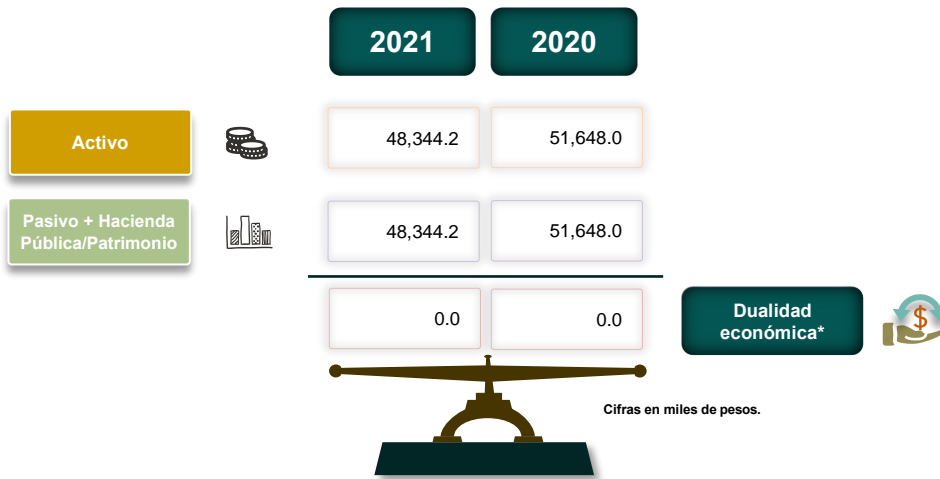 2021
2020
Activo
48,344.2
51,648.0
Pasivo + Hacienda
Pública/Patrimonio
48,344.2
51,648.0
0.0
0.0
Dualidad
económica*
$
Cifras en miles de pesos.